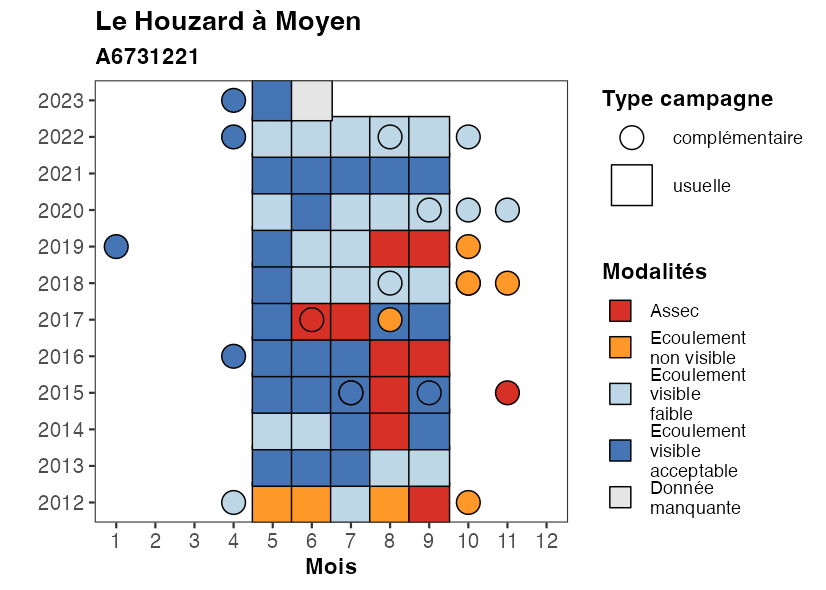 Le Houzard à Moyen
A6731221
2023
2022
2021
2020
2019
2018
2017
2016
2015
2014
2013
2012
1 2 3 4 5 6 7 8 9 10 11 12
Mois
Type campagne
complémentaire
usuelle
Modalités
Assec
Ecoulement
non visible
Ecoulement
visible
faible
Ecoulement
visible
acceptable
Donnée
manquante